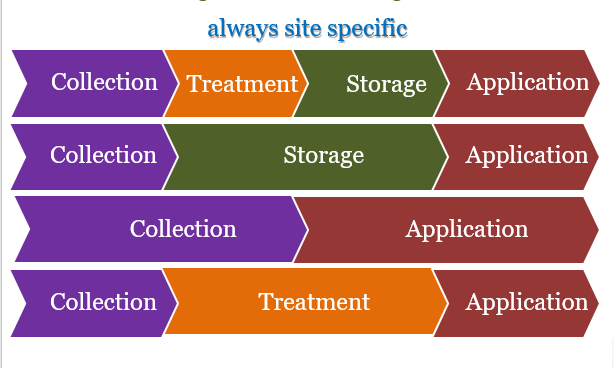 always site specific
Collection Treatment Storage Application
Collection Storage Application
Collection Application
Collection Treatment Application